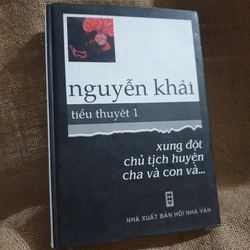 nguyễn khải
tiểu thuyết 1
xung đột
chủ tịch huyện
cha và con và...
NHÀ XUẤT BẢN HỘI NHÀ VĂN